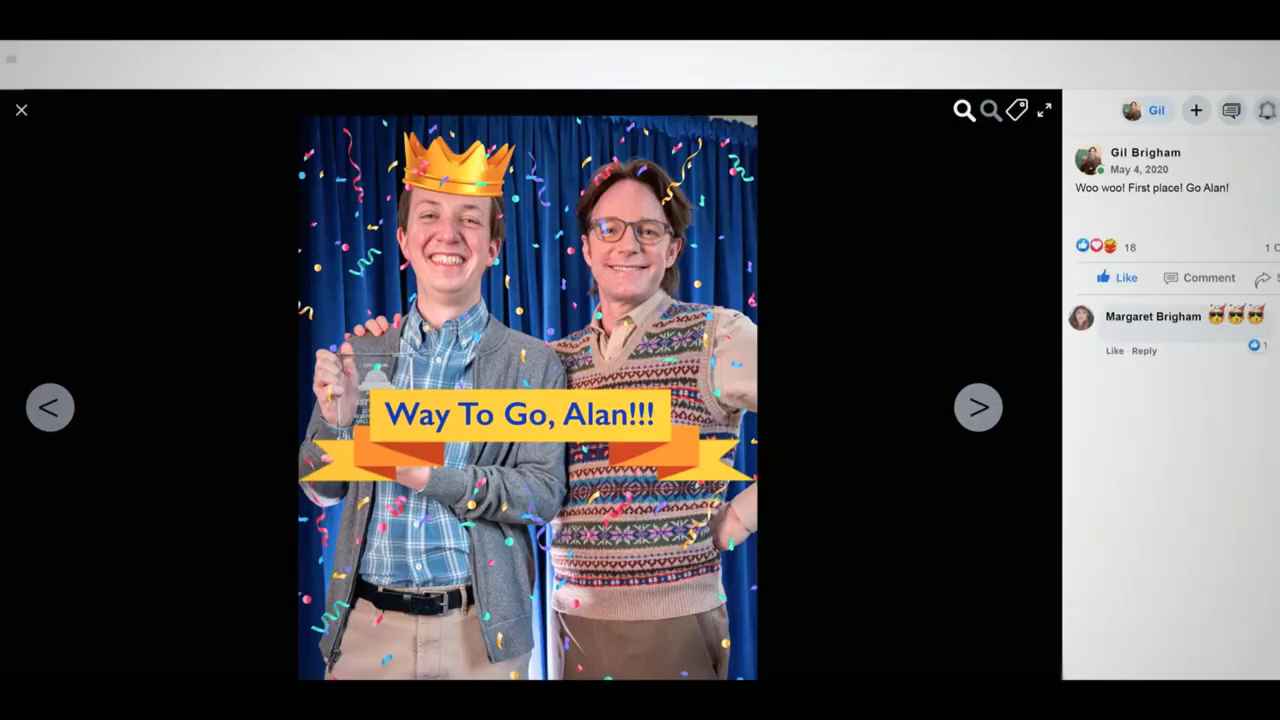 Gil
Gil Brigham
May 4, 2020
Woo woo! First place! Go Alan!
18
Like
Comment
Margaret Brigham
1
Like · Reply
Way To Go, Alan!!!